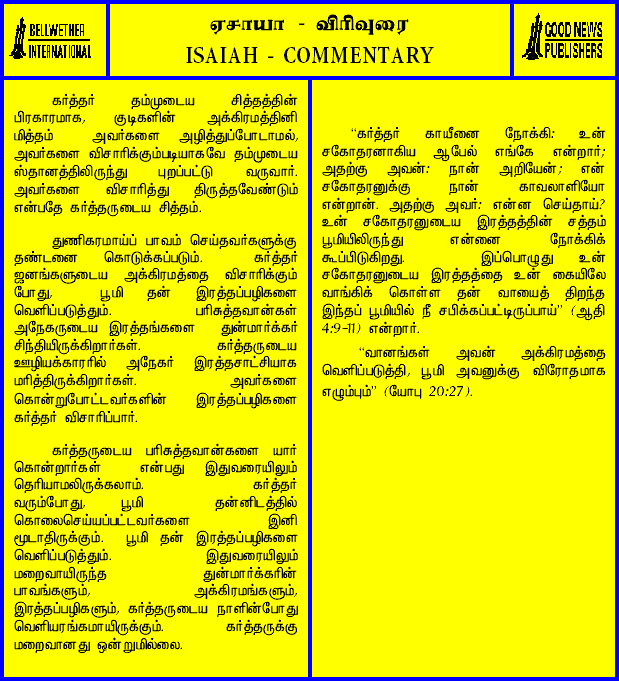 BELLWETHER
INTERNATIONAL
ஏசாயா - விரிவுரை
ISAIAH - COMMENTARY
GOOD NEWS
PUBLISHERS
கர்த்தர் தம்முடைய சித்தத்தின்
பிரகாரமாக, குடிகளின் அக்கிரமத்தினி
மித்தம் அவர்களை அழித்துப்போடாமல்,
அவர்களை விசாரிக்கும்படியாகவே தம்முடைய
ஸ்தானத்திலிருந்து புறப்பட்டு வருவார்.
அவர்களை விசாரித்து திருத்தவேண்டும்
என்பதே கர்த்தருடைய சித்தம்.
துணிகரமாய்ப் பாவம் செய்தவர்களுக்கு
தண்டனை கொடுக்கப்படும். கர்த்தர்
ஜனங்களுடைய அக்கிரமத்தை விசாரிக்கும்
போது, பூமி தன் இரத்தப்பழிகளை
வெளிப்படுத்தும். பரிசுத்தவான்கள்
அநேகருடைய இரத்தங்களை துன்மார்க்கர்
சிந்தியிருக்கிறார்கள். கர்த்தருடைய
ஊழியக்காரரில் அநேகர் இரத்தசாட்சியாக
மரித்திருக்கிறார்கள். அவர்களை
கொன்றுபோட்டவர்களின் இரத்தப்பழிகளை
கர்த்தர் விசாரிப்பார்.
கர்த்தருடைய பரிசுத்தவான்களை யார்
கொன்றார்கள் என்பது இதுவரையிலும்
தெரியாமலிருக்கலாம். கர்த்தர்
வரும்போது, பூமி தன்னிடத்தில்
கொலைசெய்யப்பட்டவர்களை இனி
மூடாதிருக்கும். பூமி தன் இரத்தப்பழிகளை
வெளிப்படுத்தும். இதுவரையிலும்
மறைவாயிருந்த துன்மார்க்கரின்
பாவங்களும், அக்கிரமங்களும்,
இரத்தப்பழிகளும், கர்த்தருடைய நாளின்போது
வெளியரங்கமாயிருக்கும். கர்த்தருக்கு
மறைவானது ஒன்றுமில்லை.
“கர்த்தர் காயீனை நோக்கி: உன்
சகோதரனாகிய ஆபேல் எங்கே என்றார்;
அதற்கு அவன்: நான் அறியேன்; என்
சகோதரனுக்கு நான் காவலாளியோ
என்றான். அதற்கு அவர்: என்ன செய்தாய்?
உன் சகோதரனுடைய இரத்தத்தின் சத்தம்
பூமியிலிருந்து என்னை நோக்கிக்
கூப்பிடுகிறது. இப்பொழுது உன்
சகோதரனுடைய இரத்தத்தை உன் கையிலே
வாங்கிக் கொள்ள தன் வாயைத் திறந்த
இந்தப் பூமியில் நீ சபிக்கப்பட்டிருப்பாய்” (ஆதி
4:9-11) என்றார்.
“வானங்கள் அவன் அக்கிரமத்தை
வெளிப்படுத்தி, பூமி அவனுக்கு விரோதமாக
எழும்பும்” (யோபு 20:27).